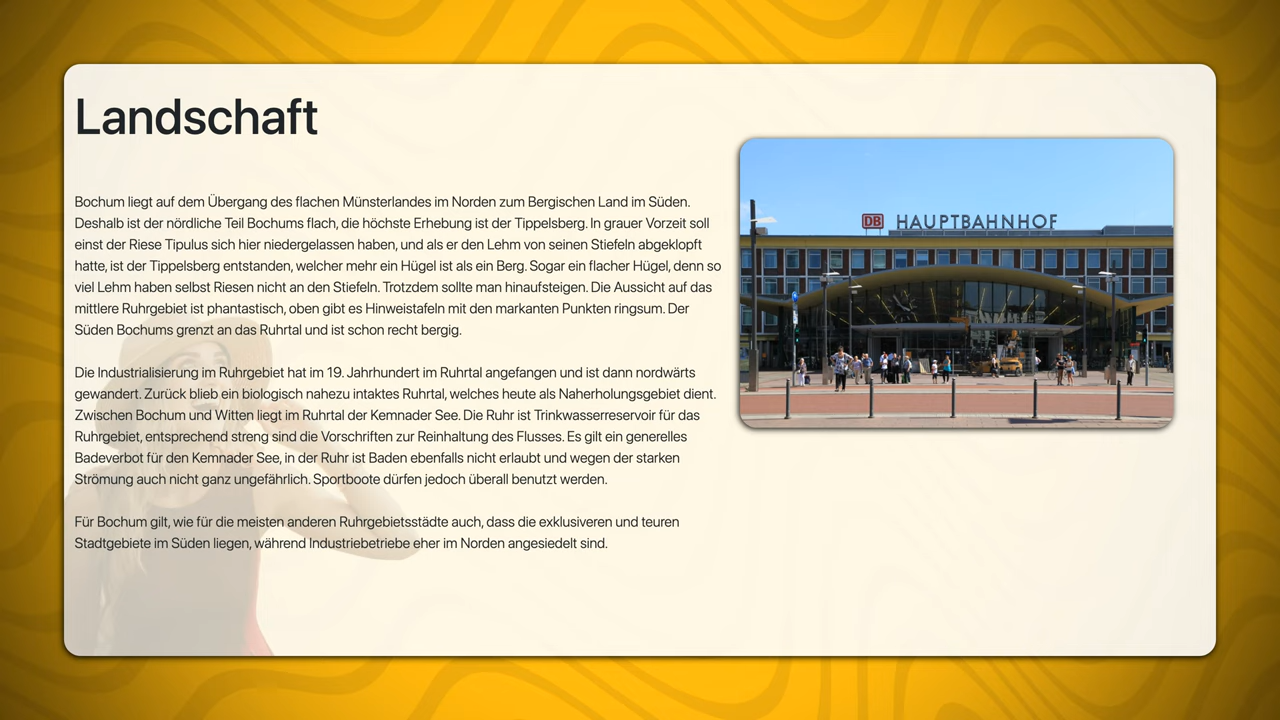 Landschaft
Bochum liegt auf dem Übergang des flachen Münsterlandes im Norden zum Bergischen Land im Süden.
Deshalb ist der nördliche Teil Bochums flach, die höchste Erhebung ist der Tippelsberg. In grauer Vorzeit soll
einst der Riese Tipulus sich hier niedergelassen haben, und als er den Lehm von seinen Stiefeln abgeklopft
hatte, ist der Tippelsberg entstanden, welcher mehr ein Hügel ist als ein Berg. Sogar ein flacher Hügel, denn so
viel Lehm haben selbst Riesen nicht an den Stiefeln. Trotzdem sollte man hinaufsteigen. Die Aussicht auf das
mittlere Ruhrgebiet ist phantastisch, oben gibt es Hinweistafeln mit den markanten Punkten ringsum. Der
Süden Bochums grenzt an das Ruhrtal und ist schon recht bergig.
Die Industrialisierung im Ruhrgebiet hat im 19. Jahrhundert im Ruhrtal angefangen und ist dann nordwärts
gewandert. Zurück blieb ein biologisch nahezu intaktes Ruhrtal, welches heute als Naherholungsgebiet dient.
Zwischen Bochum und Witten liegt im Ruhrtal der Kemnader See. Die Ruhr ist Trinkwasserreservoir für das
Ruhrgebiet, entsprechend streng sind die Vorschriften zur Reinhaltung des Flusses. Es gilt ein generelles
Badeverbot für den Kemnader See, in der Ruhr ist Baden ebenfalls nicht erlaubt und wegen der starken
Strömung auch nicht ganz ungefährlich. Sportboote dürfen jedoch überall benutzt werden.
Für Bochum gilt, wie für die meisten anderen Ruhrgebietsstädte auch, dass die exklusiveren und teuren
Stadtgebiete im Süden liegen, während Industriebetriebe eher im Norden angesiedelt sind.
DB HAUPTBAHNHOF